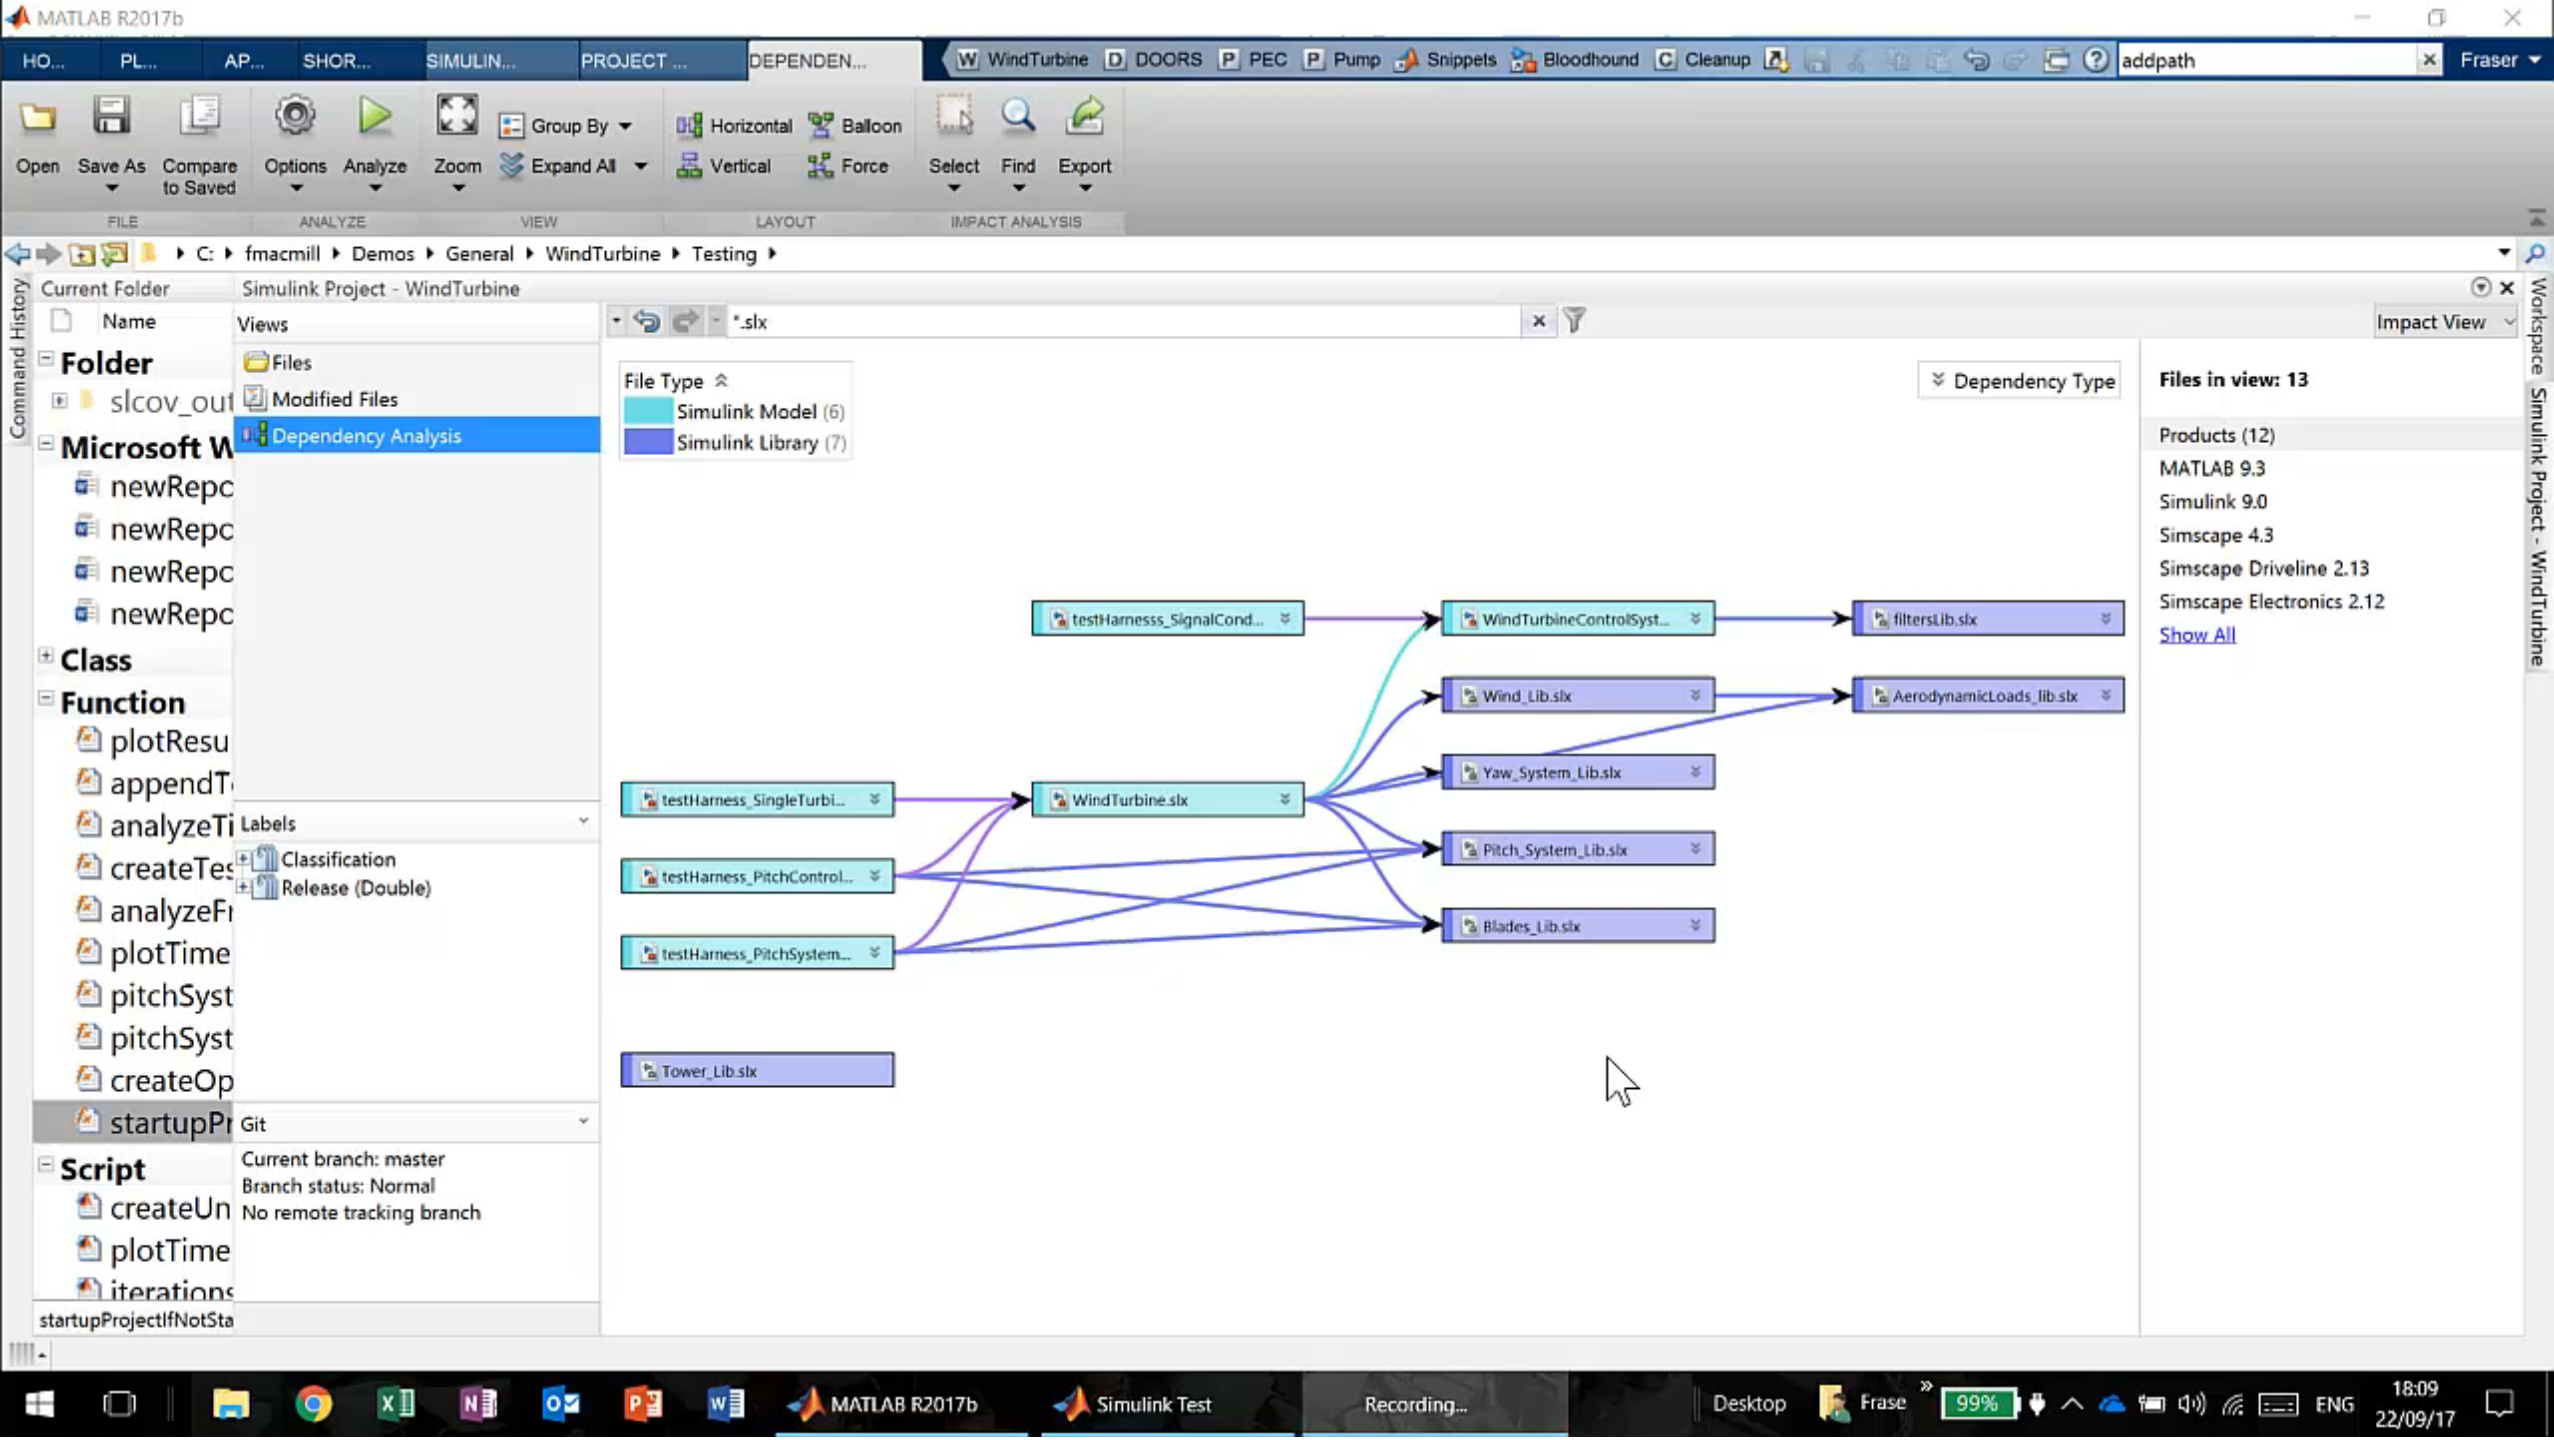 MATLAB R2017b
HO... PL... AP... SHOR... SIMULIN... PROJECT ... DEPENDEN... W WindTurbine D DOORS P PEC P Pump Snippets Bloodhound C Cleanup addpath Fraser
Open Save As Compare to Saved Options Analyze Zoom Group By Expand All Horizontal Vertical Balloon Force Select Find Export
FILE ANALYZE VIEW LAYOUT IMPACT ANALYSIS
C: fmacmill Demos General WindTurbine Testing
Command History
Current Folder
Name
Folder
slcov_out
Microsoft W
newRepo
newRepo
newRepo
newRepo
Class
Function
plotResu
appendT
analyzeTi
createTes
analyzeFr
plotTime
pitchSyst
pitchSyst
createOp
startupPr
Script
createUn
plotTime
iterations
startupProjectIfNotSta
Simulink Project - WindTurbine
Views
Files
Modified Files
Dependency Analysis
Labels
Classification
Release (Double)
Git
Current branch: master
Branch status: Normal
No remote tracking branch
*.slx
Impact View
File Type
Simulink Model (6)
Simulink Library (7)
Dependency Type
testHarnesss_SignalCond...
WindTurbineControlSyst...
filtersLib.slx
Wind_Lib.slx
AerodynamicLoads_lib.slx
Yaw_System_Lib.slx
testHarness_SingleTurbi...
WindTurbine.slx
Pitch_System_Lib.slx
testHarness_PitchControl...
Blades_Lib.slx
testHarness_PitchSystem...
Tower_Lib.slx
Files in view: 13
Products (12)
MATLAB 9.3
Simulink 9.0
Simscape 4.3
Simscape Driveline 2.13
Simscape Electronics 2.12
Show All
Workspace
Simulink Project - WindTurbine
MATLAB R2017b Simulink Test Recording... Desktop Frase 99% ENG 18:09
22/09/17